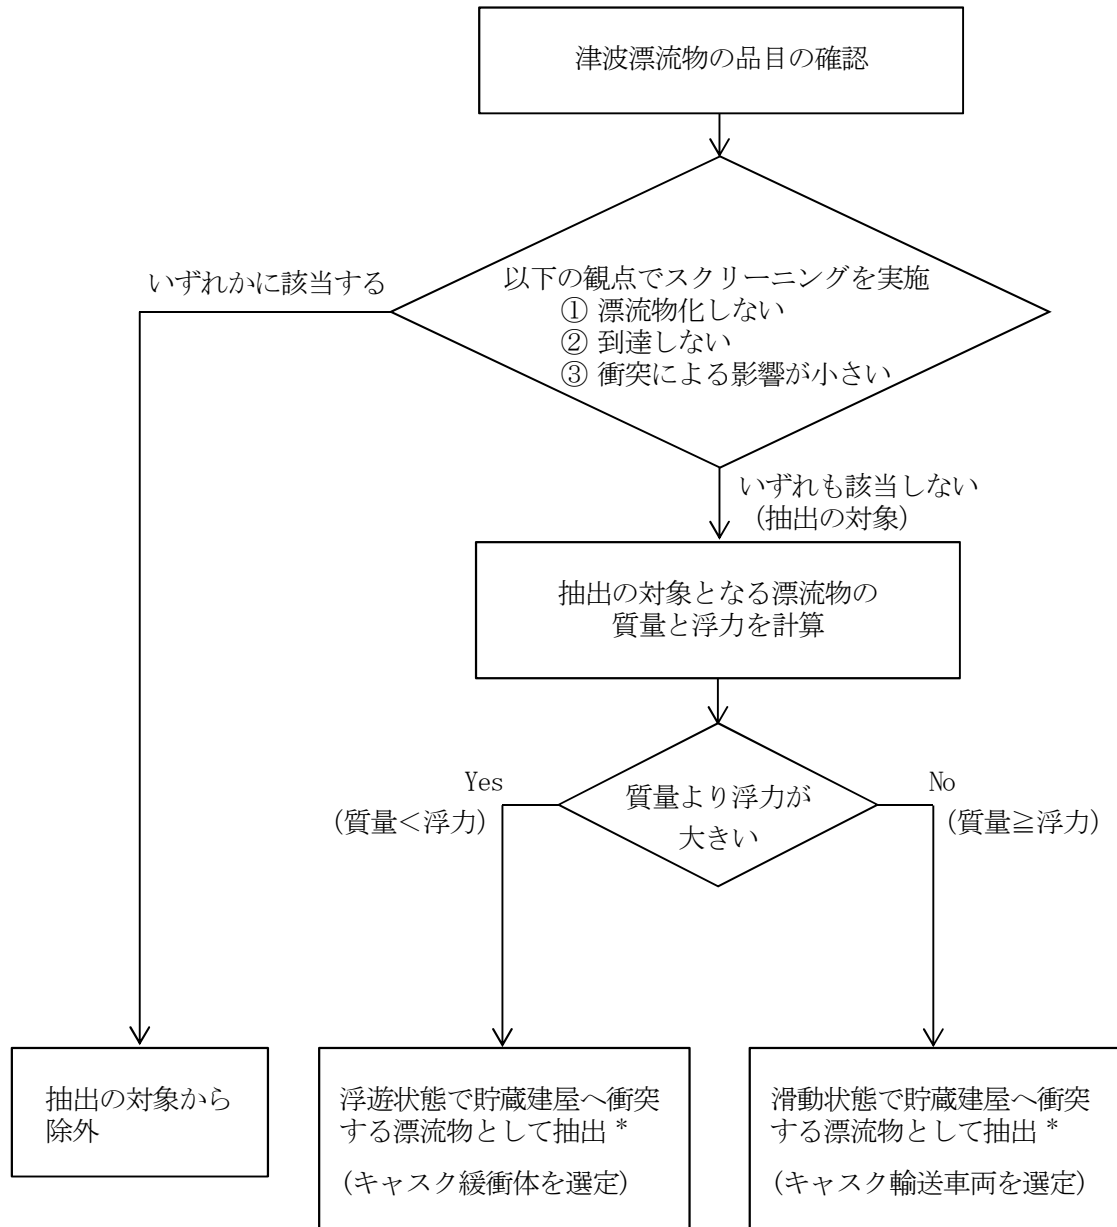 津波漂流物の品目の確認
いずれかに該当する
以下の観点でスクリーニングを実施
① 漂流物化しない
② 到達しない
③ 衝突による影響が小さい
いずれも該当しない
(抽出の対象)
抽出の対象となる漂流物の
質量と浮力を計算
Yes
(質量＜浮力)
質量より浮力が
大きい
No
(質量≧浮力)
抽出の対象から
除外
浮遊状態で貯蔵建屋へ衝突
する漂流物として抽出*
(キャスク緩衝体を選定)
滑動状態で貯蔵建屋へ衝突
する漂流物として抽出*
(キャスク輸送車両を選定)